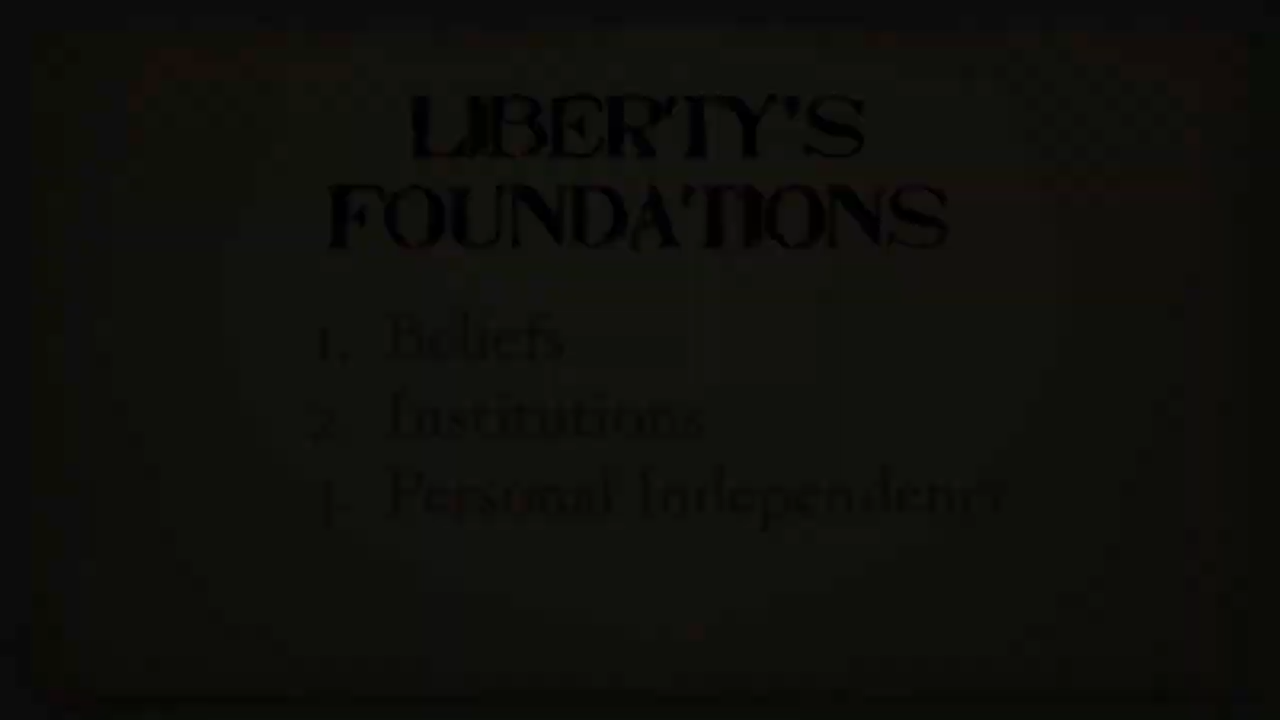 LIBERTY'S
FOUNDATIONS
1. Beliefs
2. Institutions
3. Personal Independence